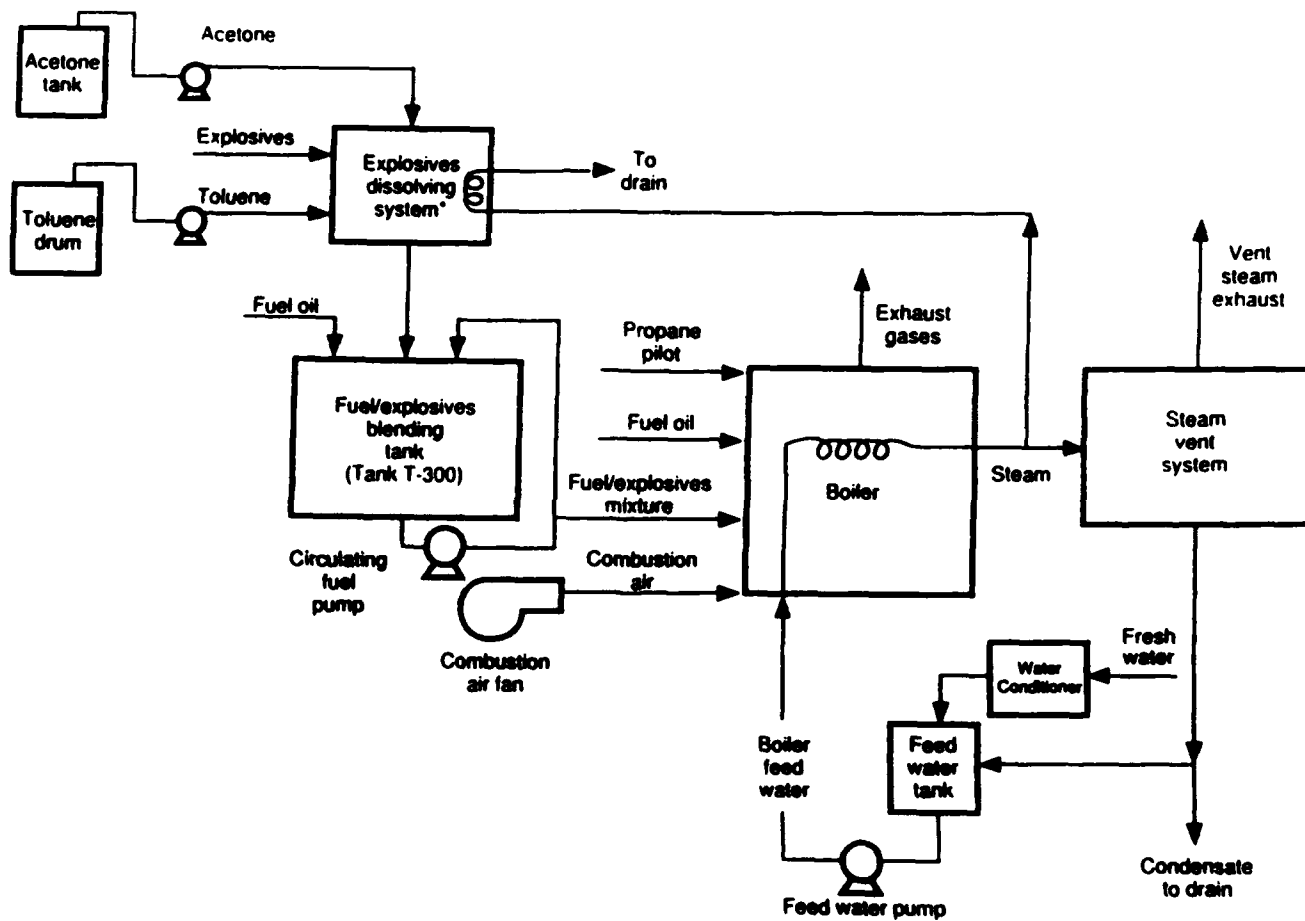 Acetone
tank
Acetone
Explosives
Toluene
drum
Toluene
Explosives
dissolving
system*
To
drain
Fuel oil
Fuel/explosives
blending
tank
(Tank T-300)
Circulating
fuel
pump
Propane
pilot
Fuel oil
Fuel/explosives
mixture
Combustion
air
Combustion
air fan
Exhaust
gases
Boiler
Steam
Vent
steam
exhaust
Steam
vent
system
Fresh
water
Water
Conditioner
Feed
water
tank
Boiler
feed
water
Feed water pump
Condensate
to drain